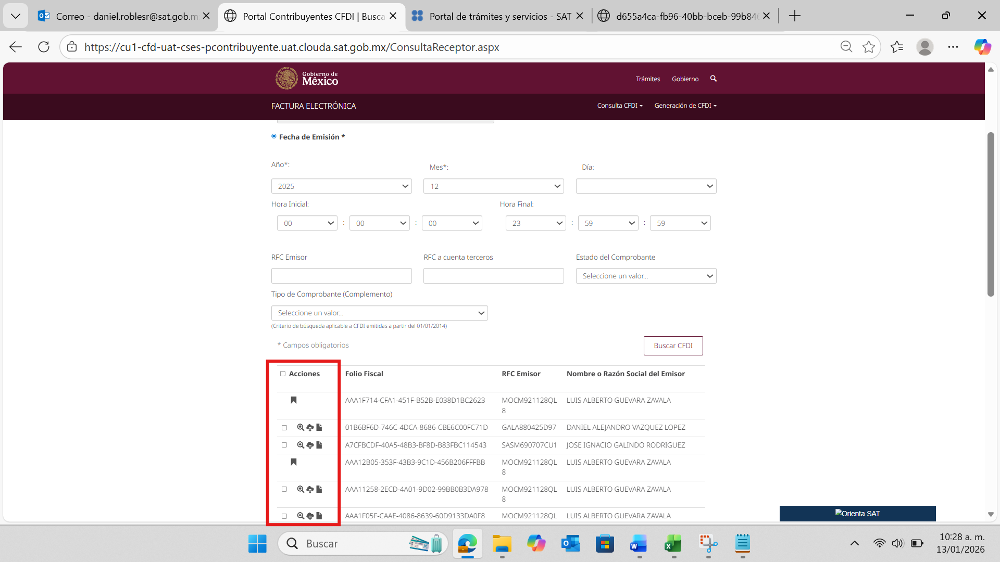 Correo - daniel.roblesr@sat.gob.m
Portal Contribuyentes CFDI | Busca
Portal de trámites y servicios - SAT
d655a4ca-fb96-40bb-bceb-99b84
https://cu1-cfd-uat-cses-pcontribuyente.uat.clouda.sat.gob.mx/ConsultaReceptor.aspx
Gobierno de
México
Trámites
Gobierno
FACTURA ELECTRÓNICA
Consulta CFDI
Generación de CFDI
Fecha de Emisión *
Año*:
Mes*:
Día:
2025
12
Hora Inicial:
Hora Final:
00 : 00 : 00
23 : 59 : 59
RFC Emisor
RFC a cuenta terceros
Estado del Comprobante
Seleccione un valor...
Tipo de Comprobante (Complemento)
Seleccione un valor...
(Criterio de búsqueda aplicable a CFDI emitidas a partir del 01/01/2014)
* Campos obligatorios
Buscar CFDI
Acciones Folio Fiscal RFC Emisor Nombre o Razón Social del Emisor
AAA1F714-CFA1-451F-B52B-E038D1BC2623 MOCM921128QL LUIS ALBERTO GUEVARA ZAVALA
8
01B6BF6D-746C-4DCA-8686-CBE6C00FC71D GALA880425D97 DANIEL ALEJANDRO VAZQUEZ LOPEZ
A7CFBCDF-40A5-48B3-BF8D-B83FBC114543 SASM690707CU1 JOSE IGNACIO GALINDO RODRIGUEZ
AAA12B05-353F-43B3-9C1D-456B206FFFBB MOCM921128QL LUIS ALBERTO GUEVARA ZAVALA
8
AAA11258-2ECD-4A01-9D02-99BB0B3DA978 MOCM921128QL LUIS ALBERTO GUEVARA ZAVALA
8
AAA1F05F-CAAE-4086-8639-60D9133DA0F8 MOCM921128QL LUIS ALBERTO GUEVARA ZAVALA
Orienta SAT
Buscar
10:28 a. m.
13/01/2026